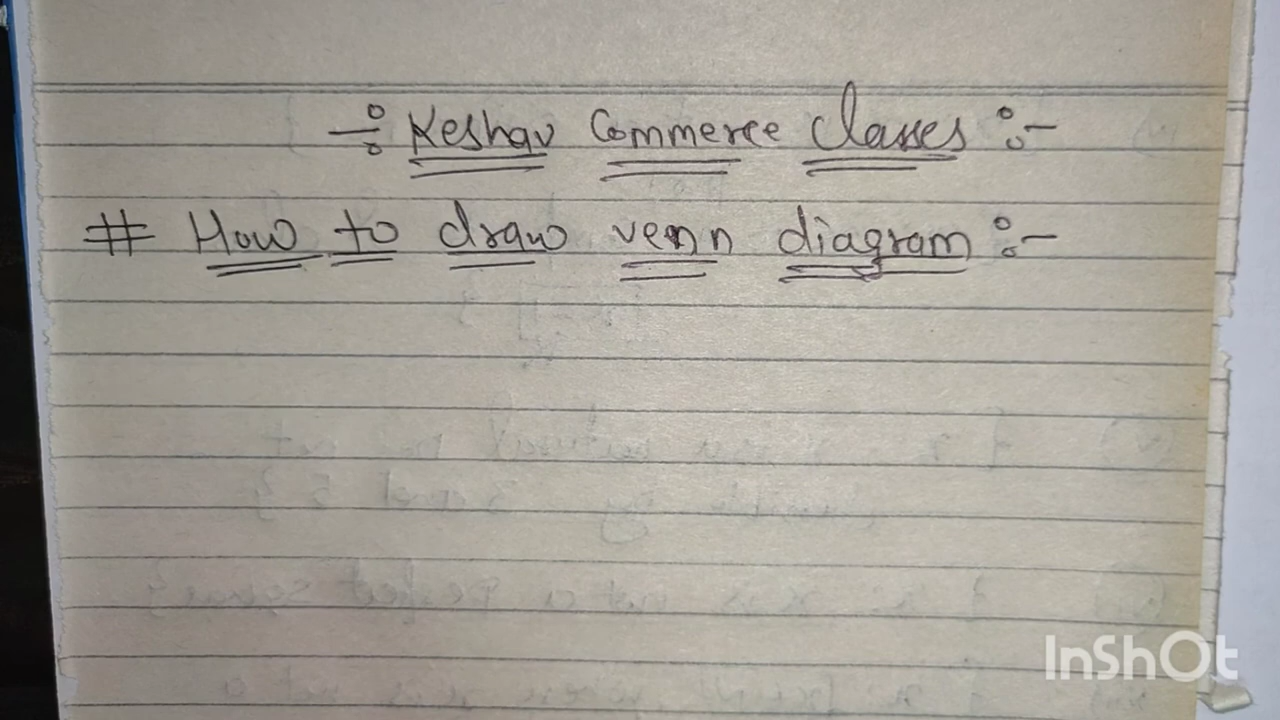 -: Keshav Commerce Classes :-
# How to draw venn diagram :-
InShOt